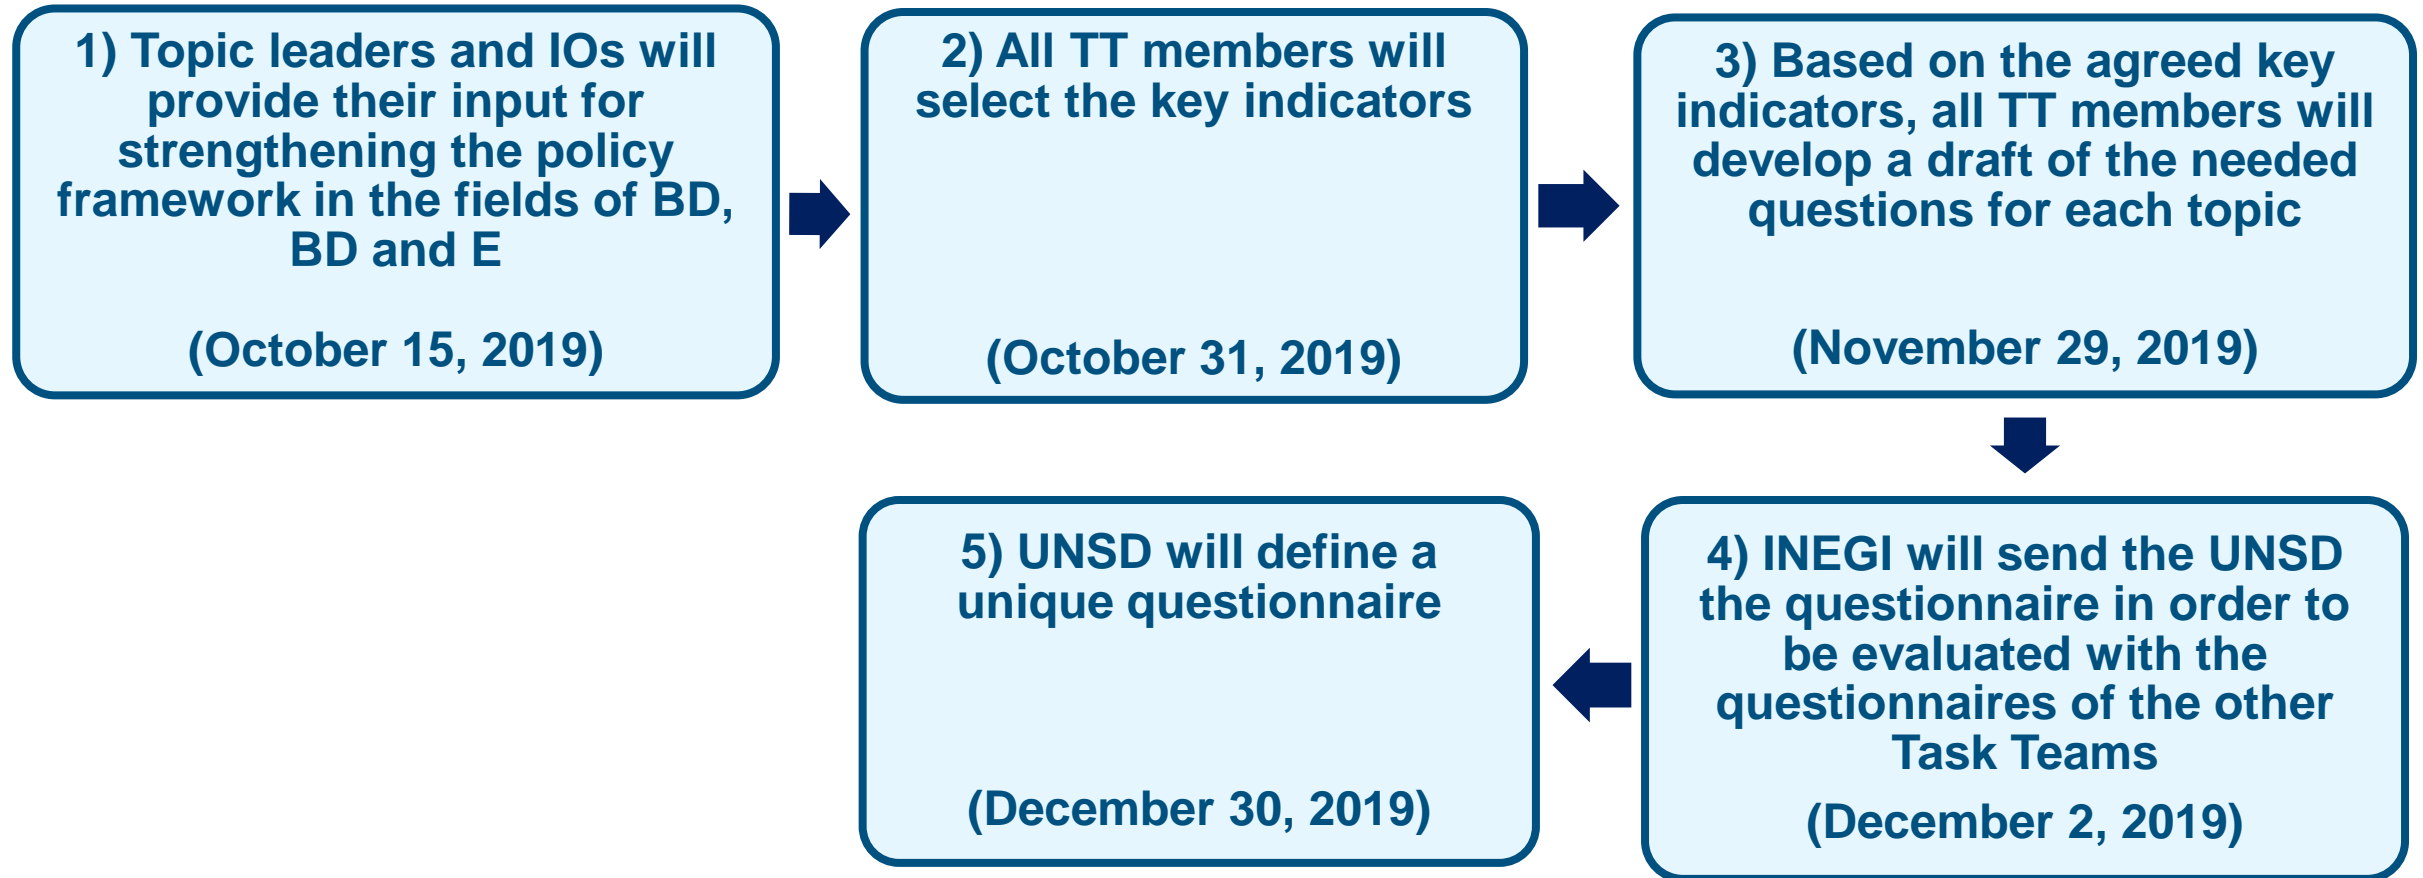 1) Topic leaders and IOs will
provide their input for
strengthening the policy
framework in the fields of BD,
BD and E
(October 15, 2019)
2) All TT members will
select the key indicators
(October 31, 2019)
3) Based on the agreed key
indicators, all TT members will
develop a draft of the needed
questions for each topic
(November 29, 2019)
4) INEGI will send the UNSD
the questionnaire in order to
be evaluated with the
questionnaires of the other
Task Teams
(December 2, 2019)
5) UNSD will define a
unique questionnaire
(December 30, 2019)